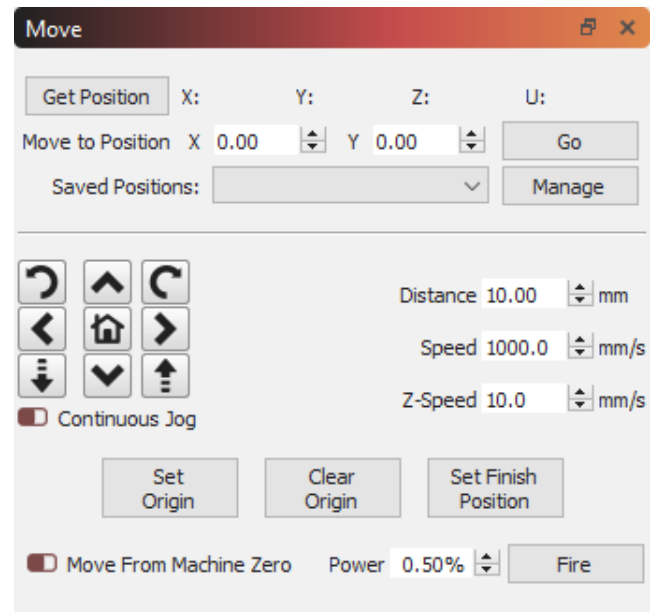 Move
Get Position X: Y: Z: U:
Move to Position X 0.00 Y 0.00 Go
Saved Positions: Manage
Distance 10.00 mm
Speed 1000.0 mm/s
Z-Speed 10.0 mm/s
Continuous Jog
Set Origin Clear Origin Set Finish Position
Move From Machine Zero Power 0.50% Fire